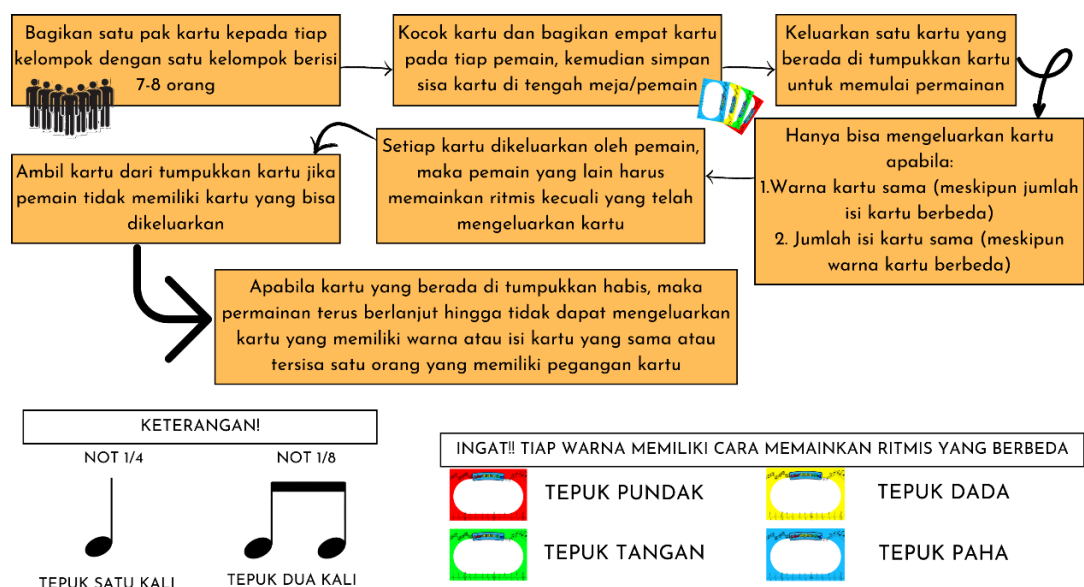 Bagikan satu pak kartu kepada tiap
kelompok dengan satu kelompok berisi
7-8 orang
Kocok kartu dan bagikan empat kartu
pada tiap pemain, kemudian simpan
sisa kartu di tengah meja/pemain
Keluarkan satu kartu yang
berada di tumpukkan kartu
untuk memulai permainan
Hanya bisa mengeluarkan kartu
apabila:
1.Warna kartu sama (meskipun jumlah
isi kartu berbeda)
2. Jumlah isi kartu sama (meskipun
warna kartu berbeda)
Setiap kartu dikeluarkan oleh pemain,
maka pemain yang lain harus
memainkan ritmis kecuali yang telah
mengeluarkan kartu
Ambil kartu dari tumpukkan kartu jika
pemain tidak memiliki kartu yang bisa
dikeluarkan
Apabila kartu yang berada di tumpukkan habis, maka
permainan terus berlanjut hingga tidak dapat mengeluarkan
kartu yang memiliki warna atau isi kartu yang sama atau
tersisa satu orang yang memiliki pegangan kartu
KETERANGAN!
NOT 1/4
NOT 1/8
TEPUK SATU KALI
TEPUK DUA KALI
INGAT!! TIAP WARNA MEMILIKI CARA MEMAINKAN RITMIS YANG BERBEDA
TEPUK PUNDAK
TEPUK DADA
TEPUK TANGAN
TEPUK PAHA